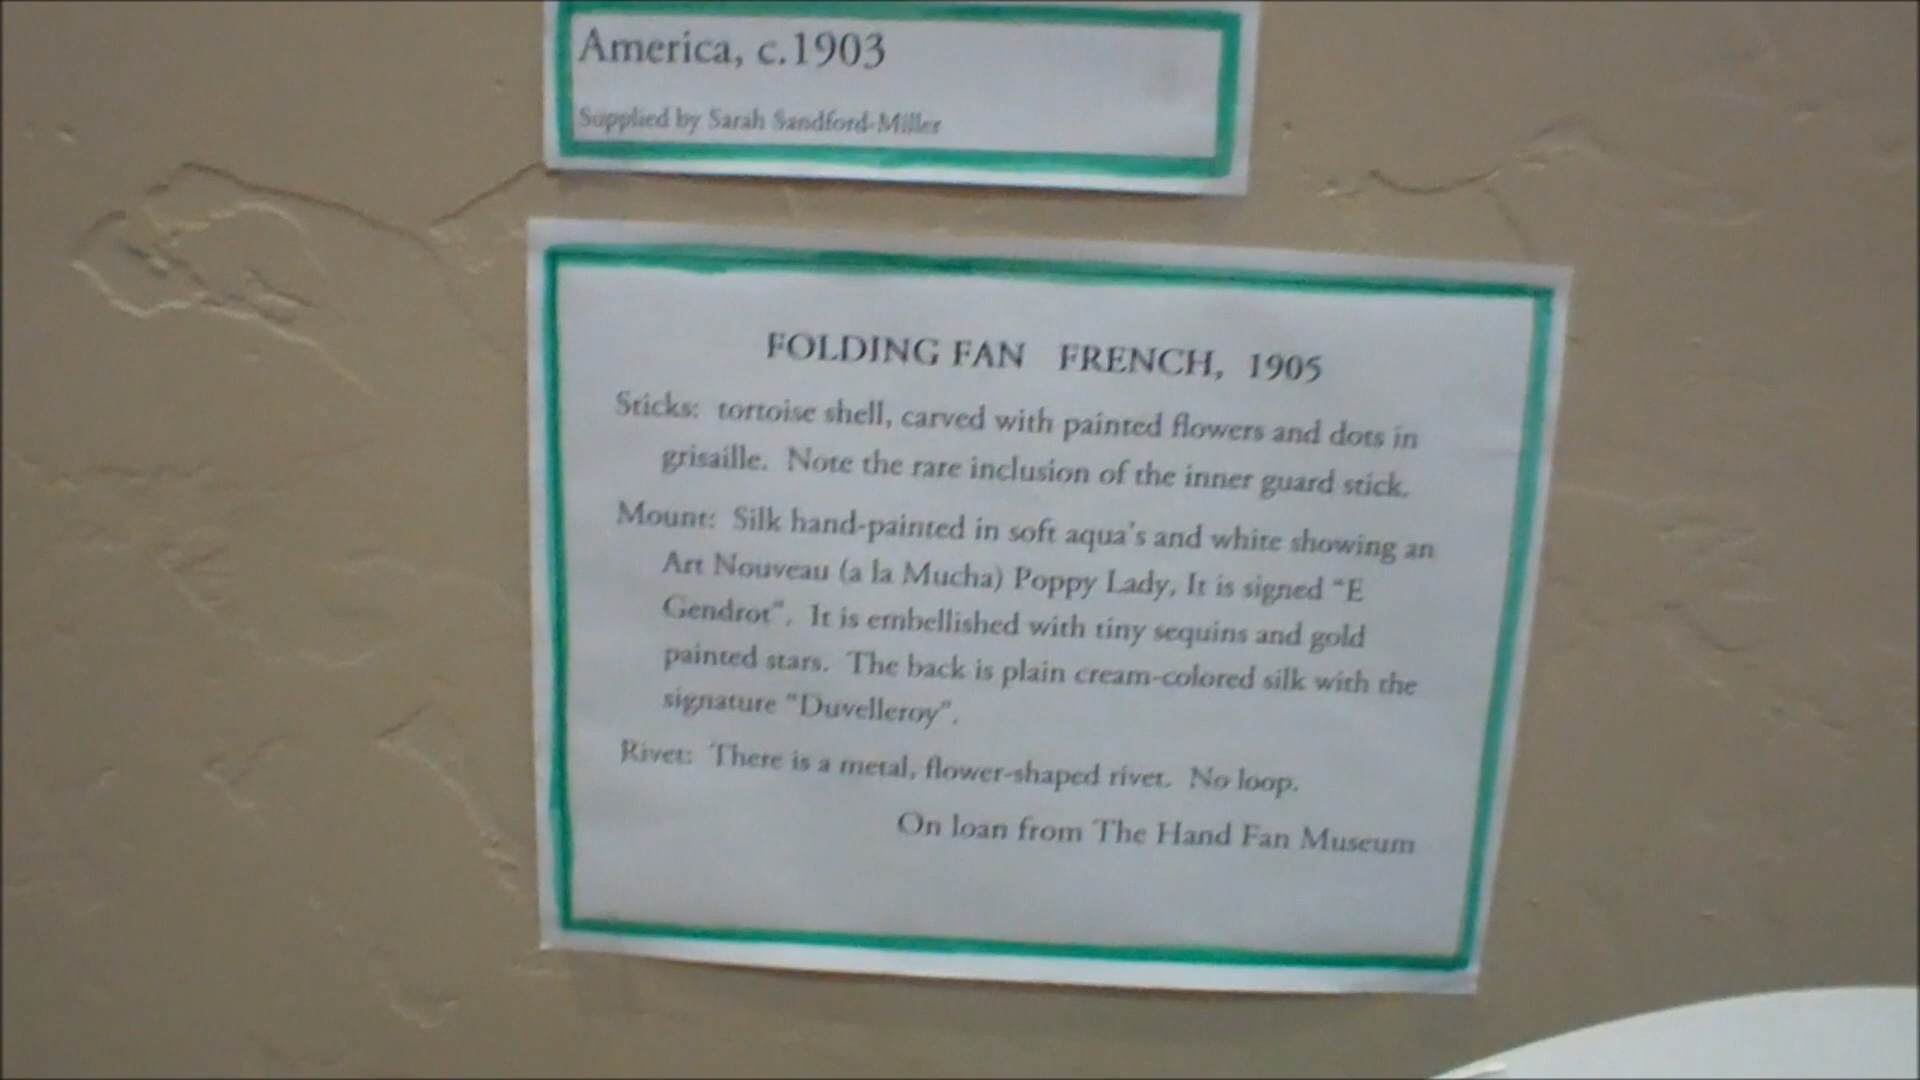 America, c.1903
Supplied by Sarah Sandford-Miller
FOLDING FAN FRENCH, 1905
Sticks: tortoise shell, carved with painted flowers and dots in
grisaille. Note the rare inclusion of the inner guard stick.
Mount: Silk hand-painted in soft aqua's and white showing an
Art Nouveau (a la Mucha) Poppy Lady, It is signed "E
Gendrot". It is embellished with tiny sequins and gold
painted stars. The back is plain cream-colored silk with the
signature "Duvelleroy".
Rivet: There is a metal, flower-shaped rivet. No loop.
On loan from The Hand Fan Museum